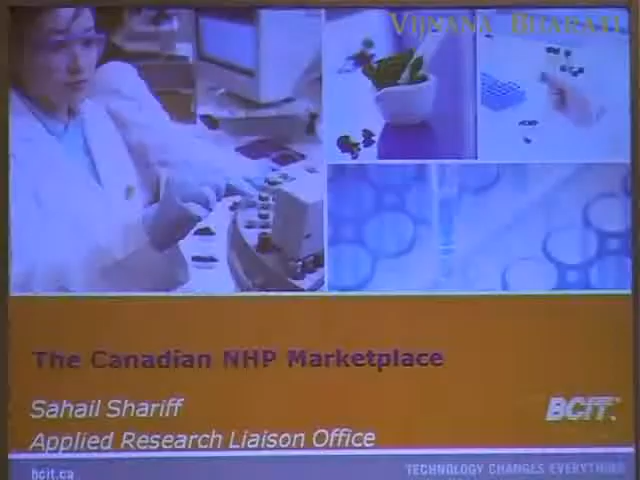 VIJNANA BHARATI
The Canadian NHP Marketplace
Sahail Shariff
BCIT
Applied Research Liaison Office
bcit.ca
TECHNOLOGY CHANGES EVERYTHING